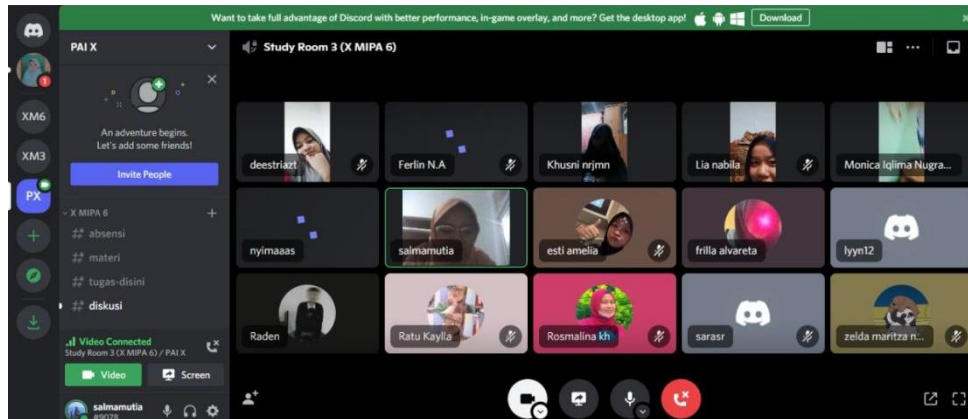 Want to take full advantage of Discord with better performance, in-game overlay, and more? Get the desktop app!
Download
PAI X
Study Room 3 (X MIPA 6)
1
XM6
XM3
PX
An adventure begins.
Let's add some friends!
Invite People
X MIPA 6
absensi
materi
tugas-disini
diskusi
Video Connected
Study Room 3 (X MIPA 6) / PAI X
Video
Screen
salmamutia
#9078
deestriazt
Ferlin N.A
Khusni nrjmn
Lia nabila
Monica Iqlima Nugra...
nyimaaas
salmamutia
esti amelia
frilla alvareta
lyyn12
Raden
Ratu Kaylla
Rosmalina kh
sarasr
zelda maritza n...